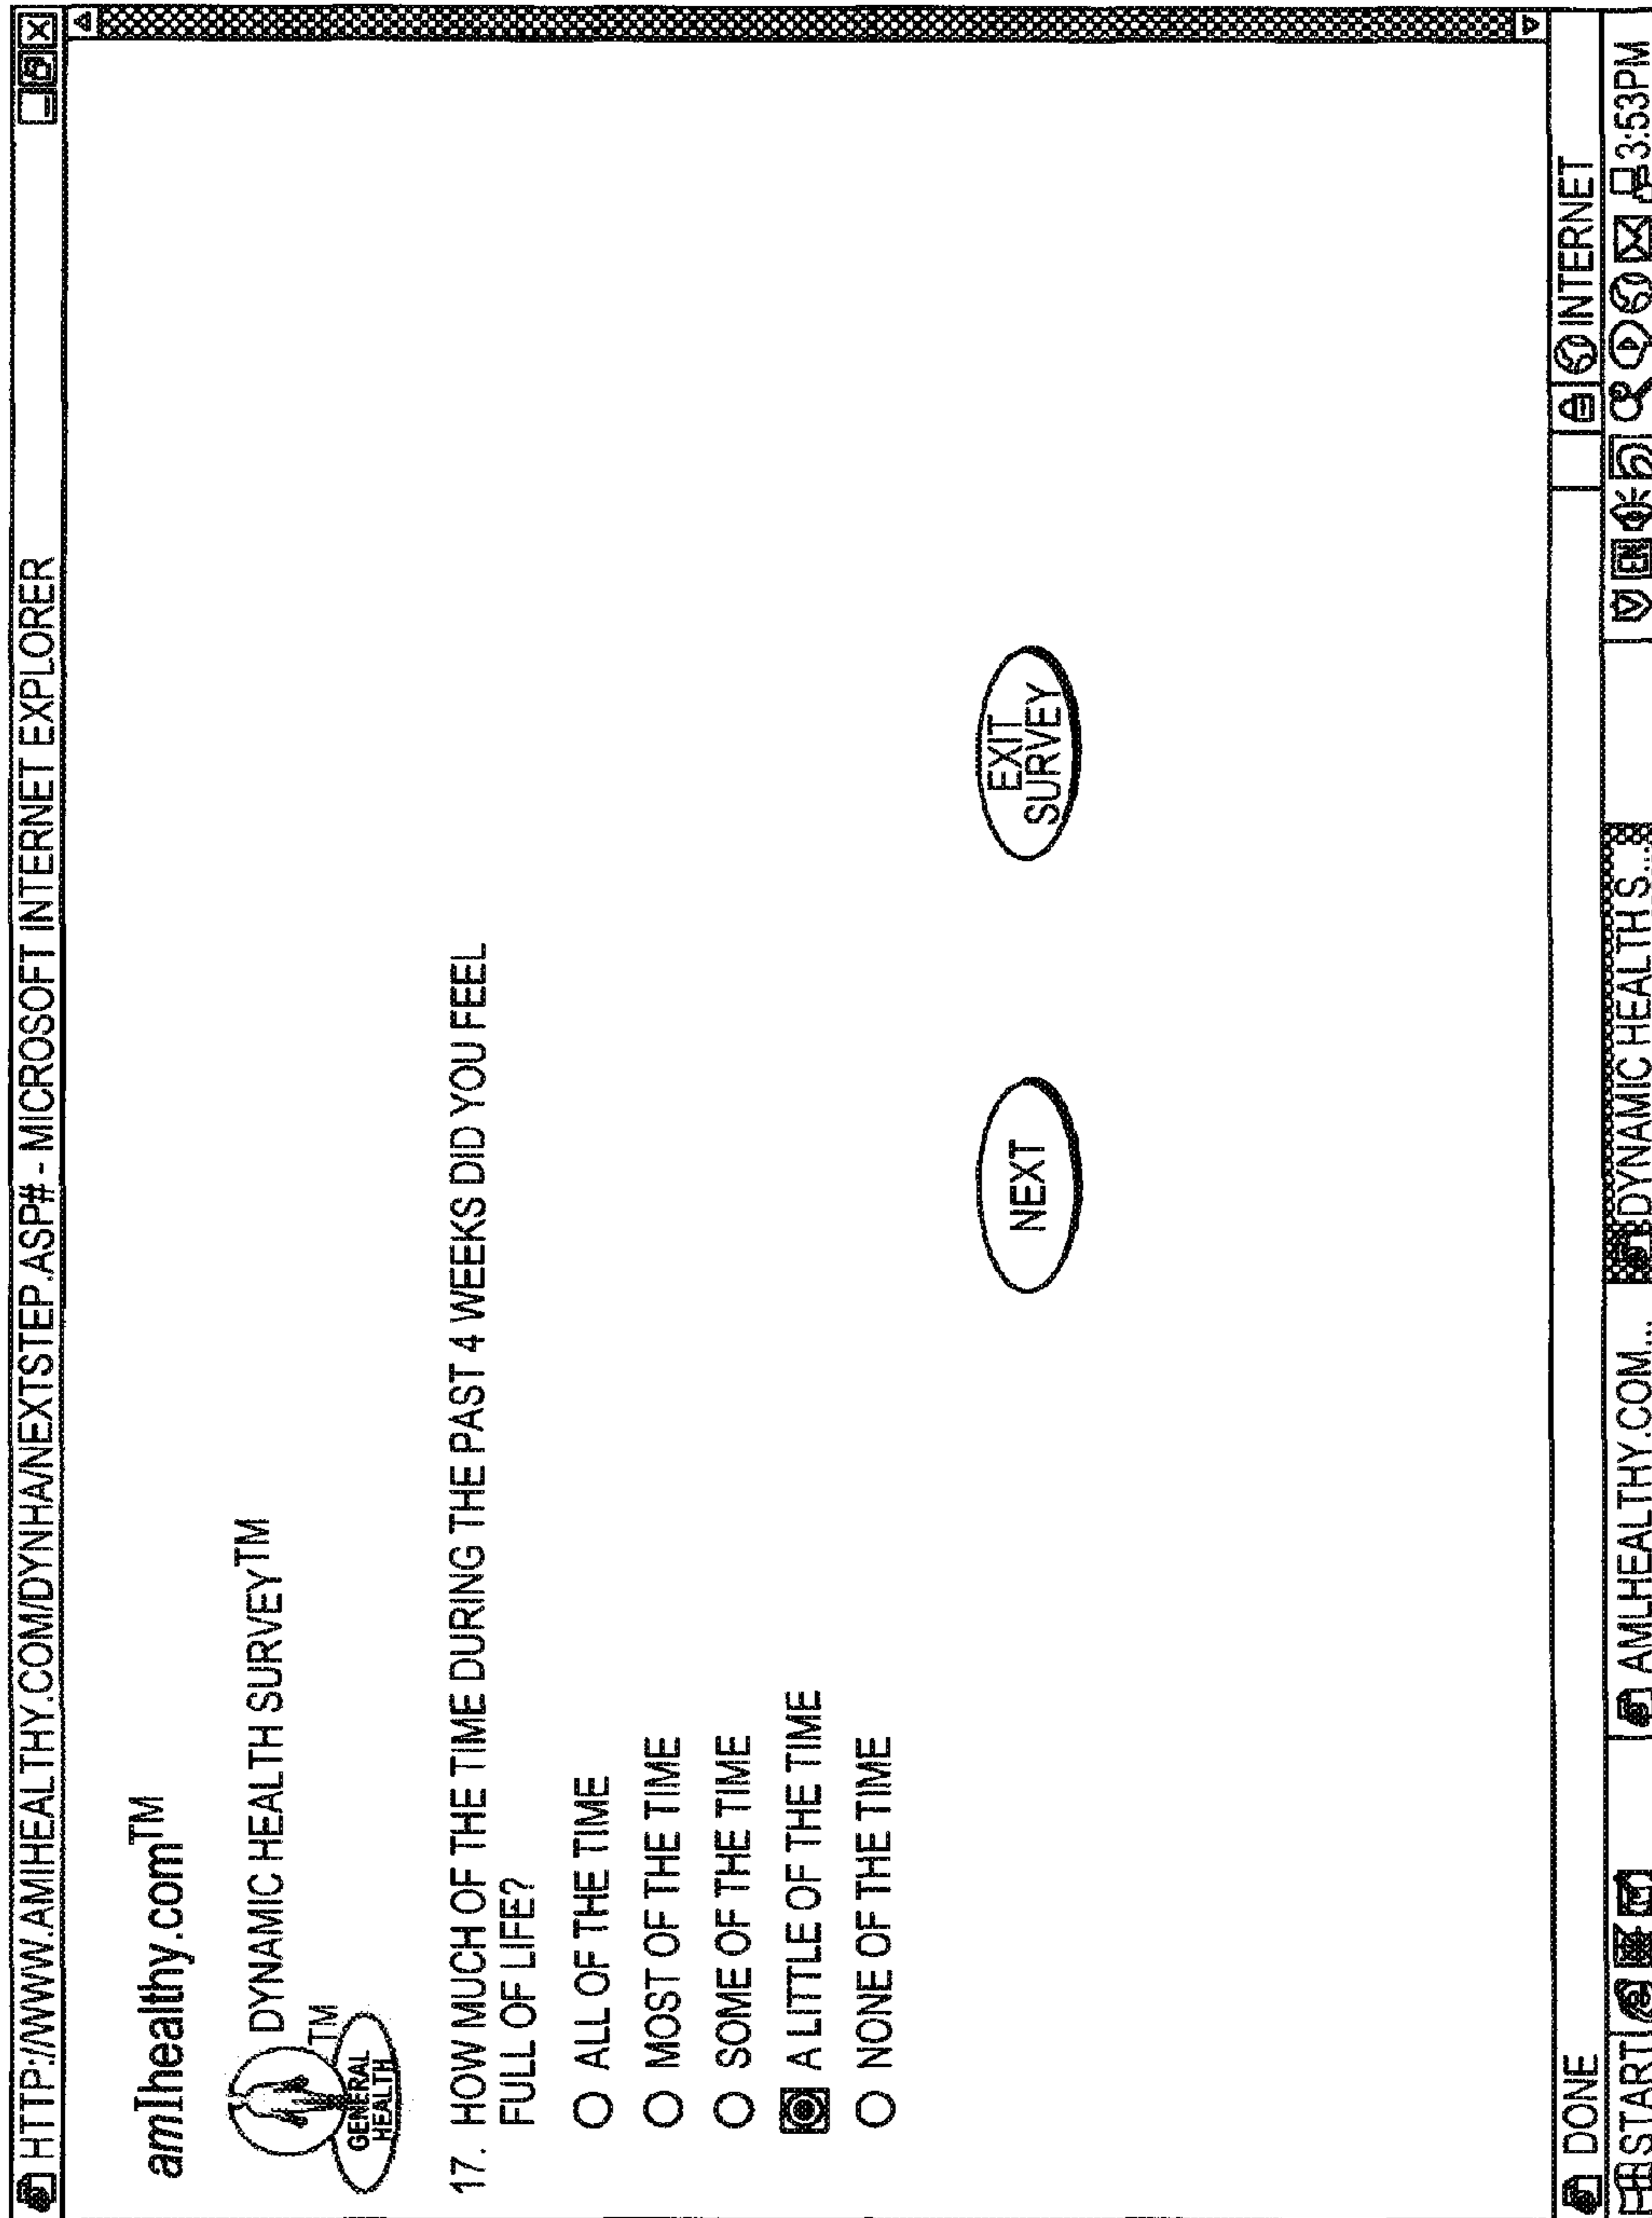 HTTP://WWW.AMIHEALTHY.COM/DYNHA/NEXTSTEP.ASP# - MICROSOFT INTERNET EXPLORER
amIhealthy.com™
DYNAMIC HEALTH SURVEY™
TM
GENERAL
HEALTH
17. HOW MUCH OF THE TIME DURING THE PAST 4 WEEKS DID YOU FEEL
FULL OF LIFE?
ALL OF THE TIME
MOST OF THE TIME
SOME OF THE TIME
A LITTLE OF THE TIME
NONE OF THE TIME
NEXT
EXIT
SURVEY
DONE
INTERNET
START
AMLHEALTHY.COM...
DYNAMIC HEALTH S...
EN
3:53PM